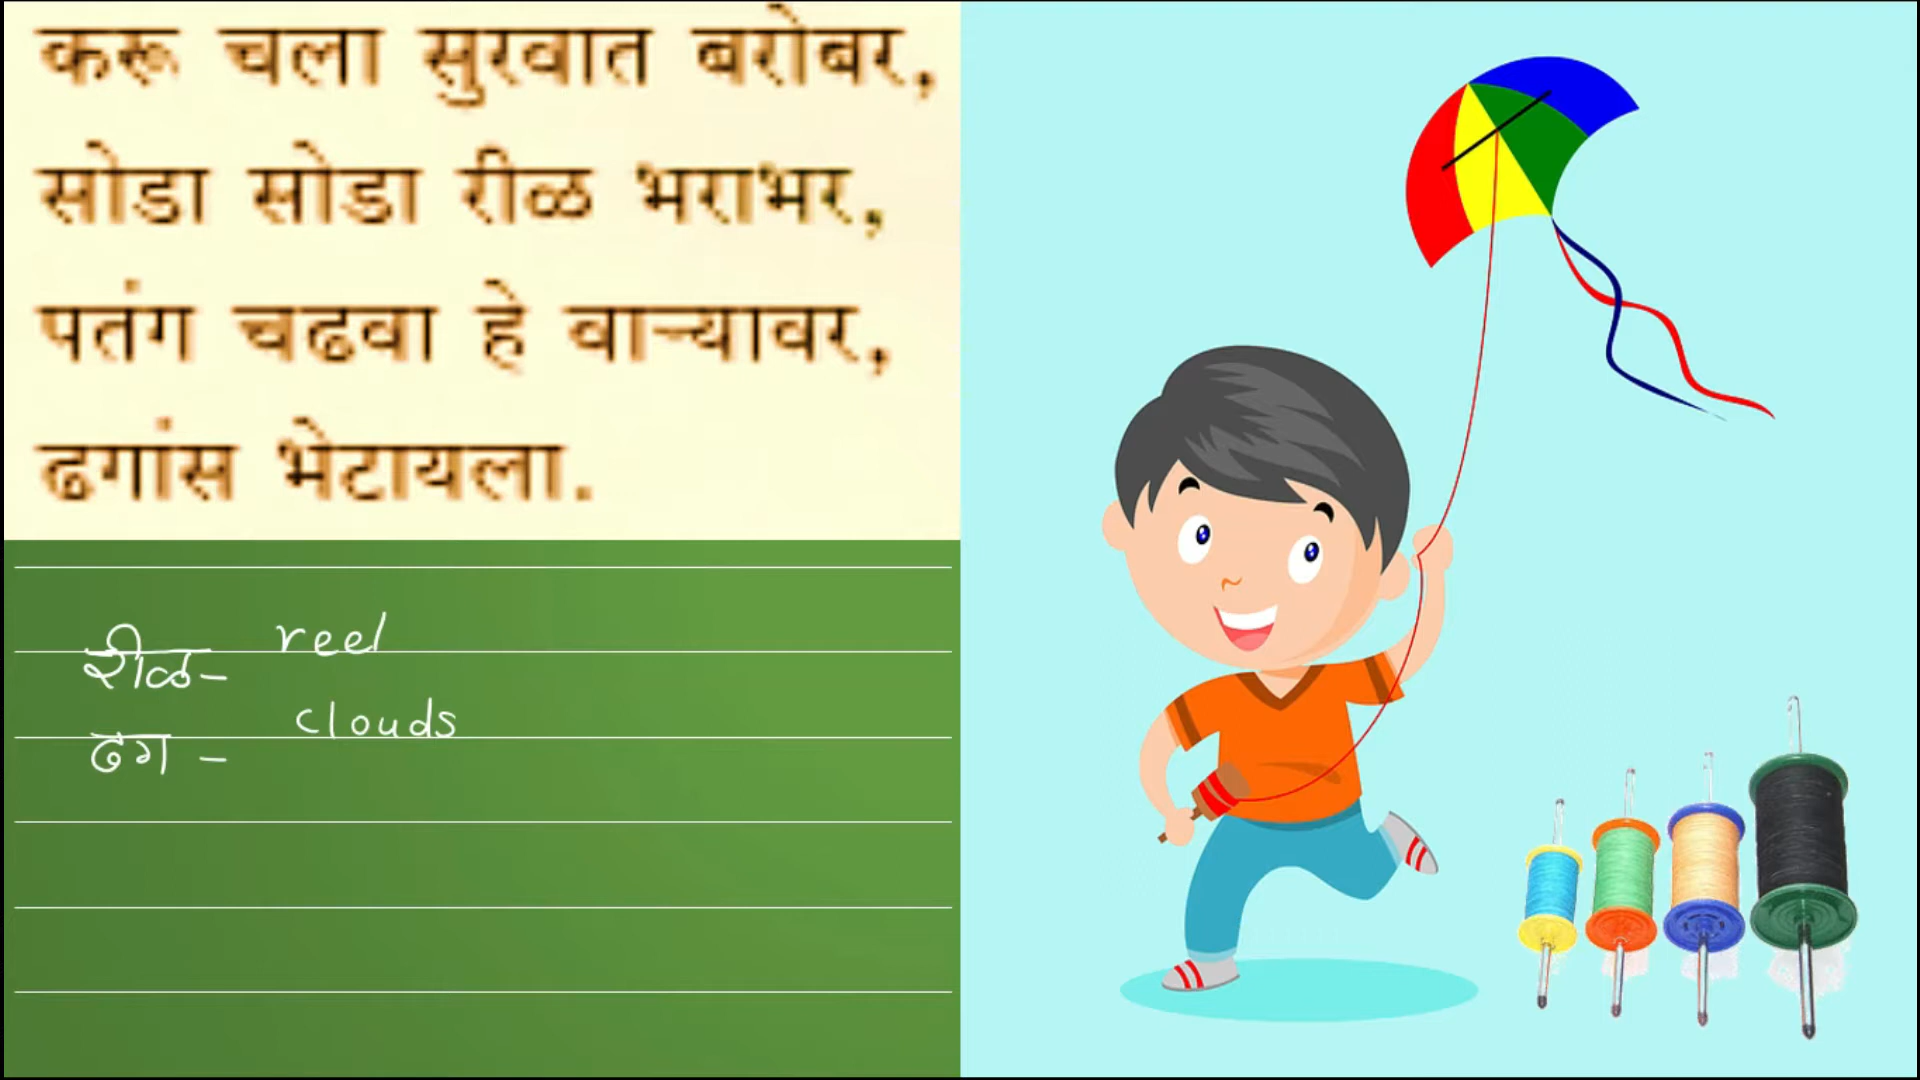 करू चला सुरवात बरोबर,
सोडा सोडा रीळ भराभर,
पतंग चढवा हे वाऱ्यावर,
ढगांस भेटायला.
रीळ- reel
ढग - clouds